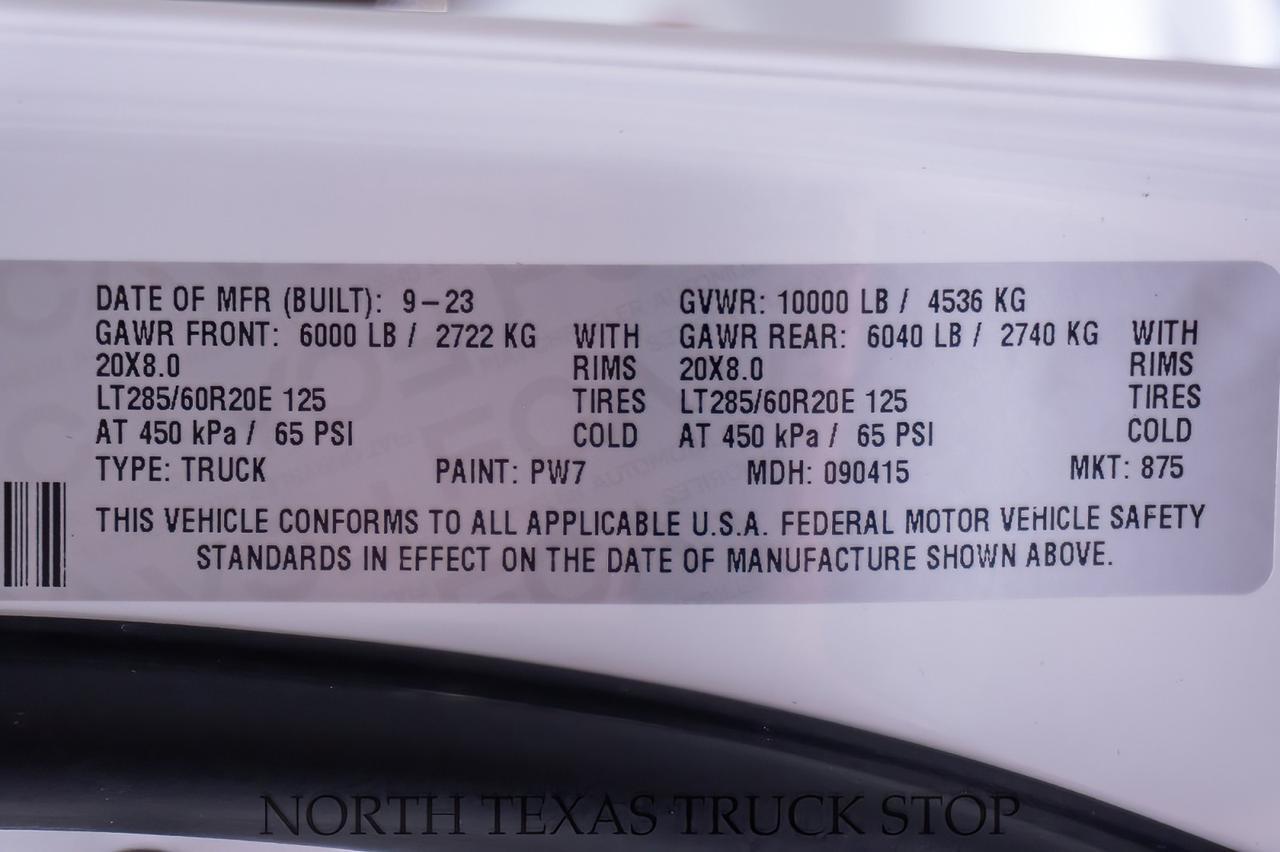 DATE OF MFR (BUILT): 9-23 GVWR: 10000 LB / 4536 KG
GAWR FRONT: 6000 LB / 2722 KG WITH GAWR REAR: 6040 LB / 2740 KG WITH
20X8.0 RIMS 20X8.0 RIMS
LT285/60R20E 125 TIRES LT285/60R20E 125 TIRES
AT 450 kPa / 65 PSI COLD AT 450 kPa / 65 PSI COLD
TYPE: TRUCK PAINT: PW7 MDH: 090415 MKT: 875
THIS VEHICLE CONFORMS TO ALL APPLICABLE U.S.A. FEDERAL MOTOR VEHICLE SAFETY
STANDARDS IN EFFECT ON THE DATE OF MANUFACTURE SHOWN ABOVE.
NORTH TEXAS TRUCK STOP